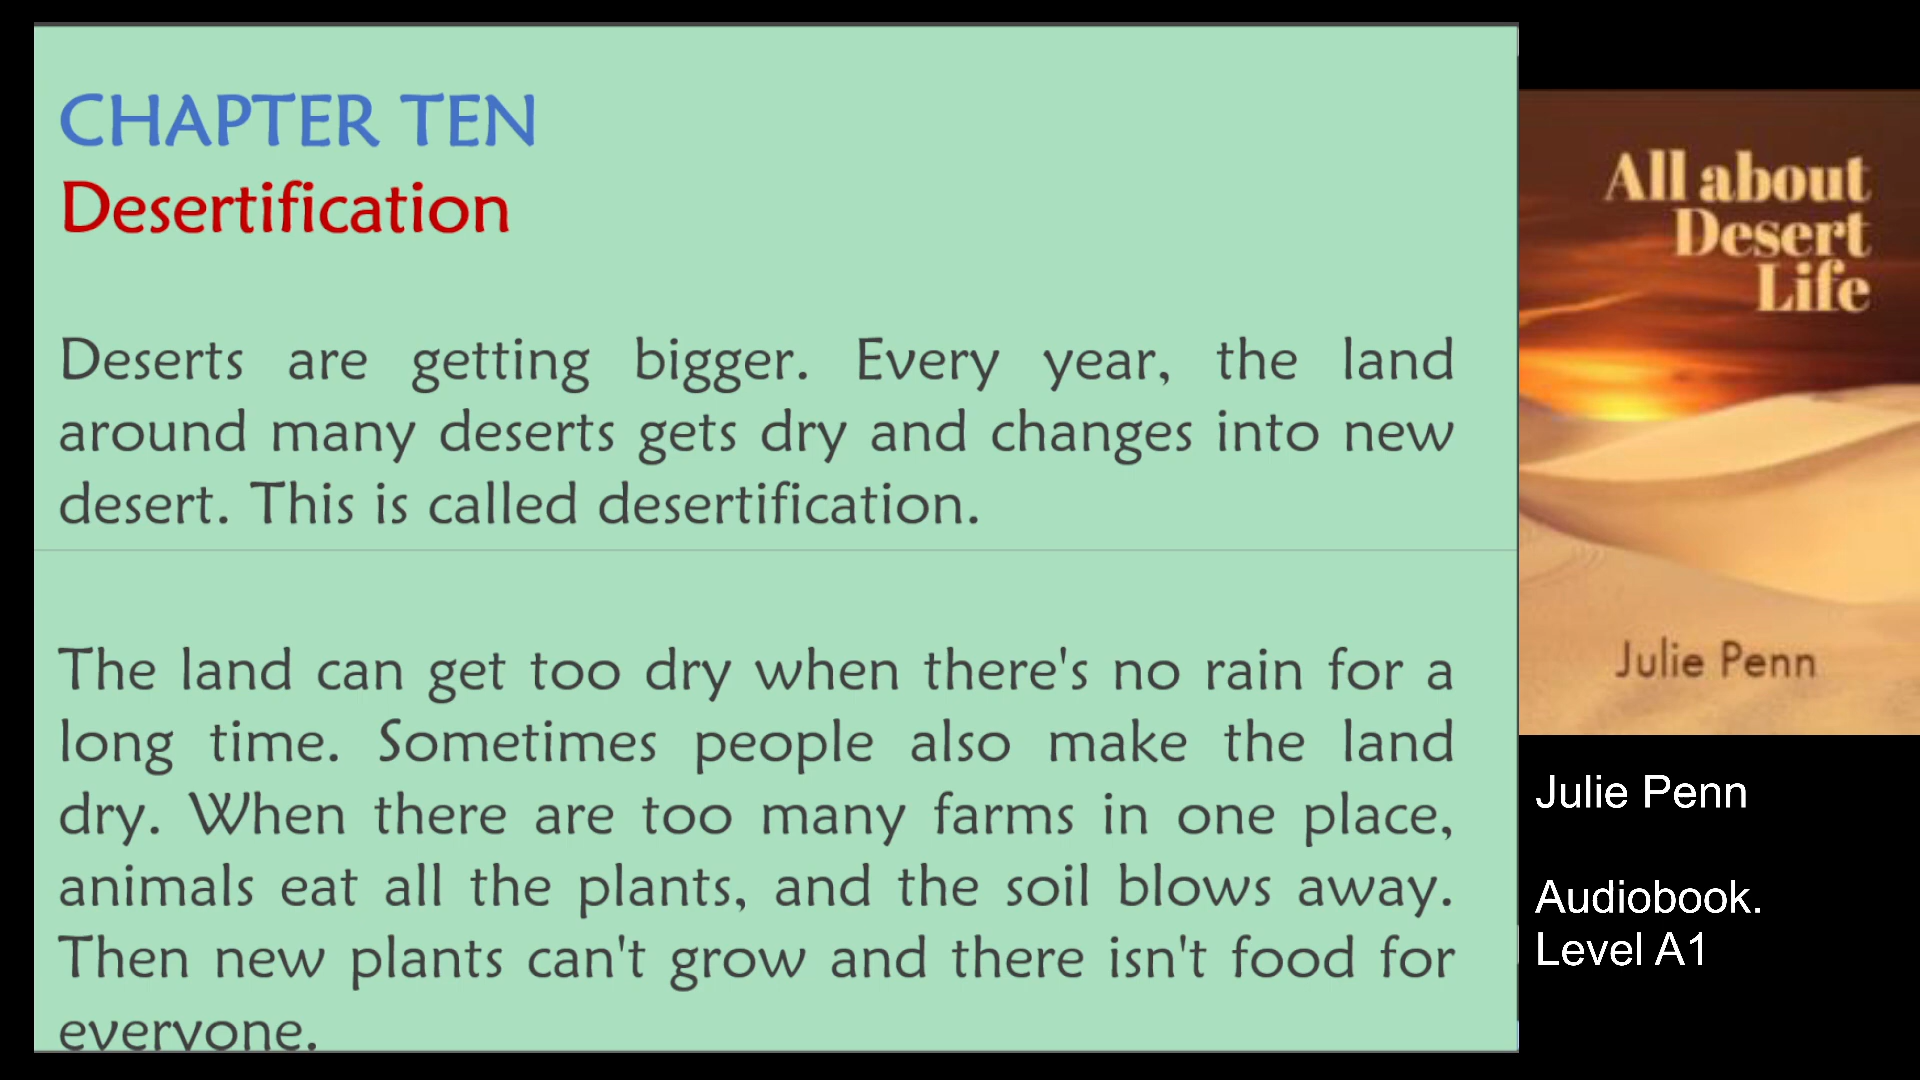 CHAPTER TEN
Desertification
Deserts are getting bigger. Every year, the land
around many deserts gets dry and changes into new
desert. This is called desertification.
The land can get too dry when there's no rain for a
long time. Sometimes people also make the land
dry. When there are too many farms in one place,
animals eat all the plants, and the soil blows away.
Then new plants can't grow and there isn't food for
everyone.
All about
Desert
Life
Julie Penn
Julie Penn
Audiobook.
Level A1